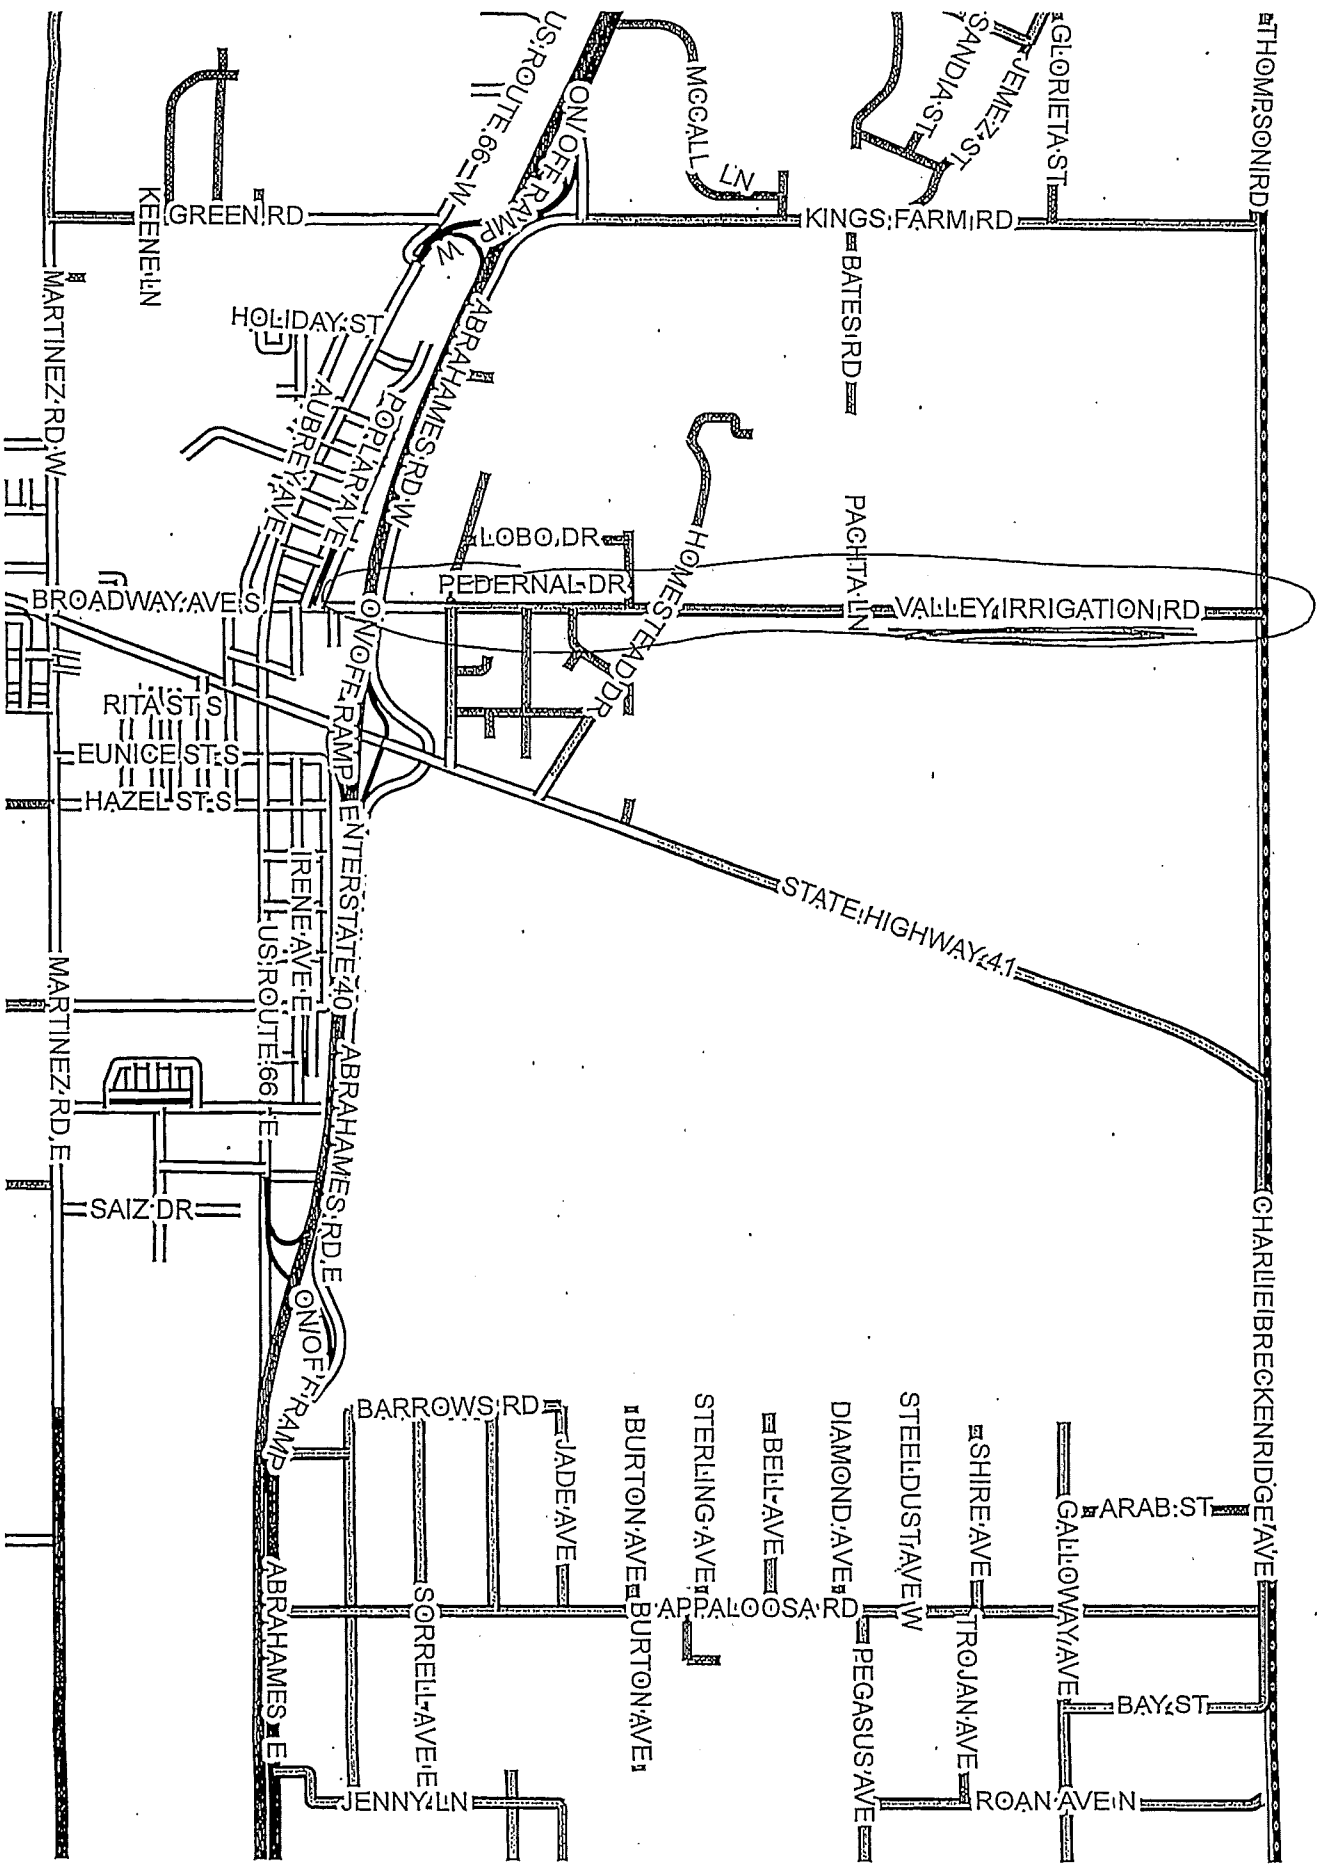 US ROUTE 66 W
ON/OFF RAMP
MCCALL
LN
SANDIA ST
JEMEZ ST
GLORIETA ST
THOMPSON RD
KEENE LN
GREEN RD
W
KINGS FARM RD
BATES RD
MARTINEZ RD W
HOLIDAY ST
ABRAHAMES RD W
AUBREY AVE
POPLAR AVE
LOBO DR
HOMESTEAD DR
PACHTA LN
PEDERNAL DR
BROADWAY AVE S
VALLEY IRRIGATION RD
ON/OFF RAMP
RITA ST S
EUNICE ST S
HAZEL ST S
INTERSTATE 40
IRENE AVE E
STATE HIGHWAY 41
US ROUTE 66 E
MARTINEZ RD E
ABRAHAMES RD E
SAIZ DR
CHARLIE BRECKENRIDGE AVE
ON/OFF RAMP
BARROWS RD
JADE AVE
BURTON AVE
STERLING AVE
BELL AVE
DIAMOND AVE
STEELDUST AVE W
SHIRE AVE
GALLOWAY AVE
ARAB ST
ABRAHAMES E
SORREL AVE E
BURTON AVE
APPALOOSA RD
PEGASUS AVE
TROJAN AVE
BAY ST
JENNY LN
ROAN AVE N